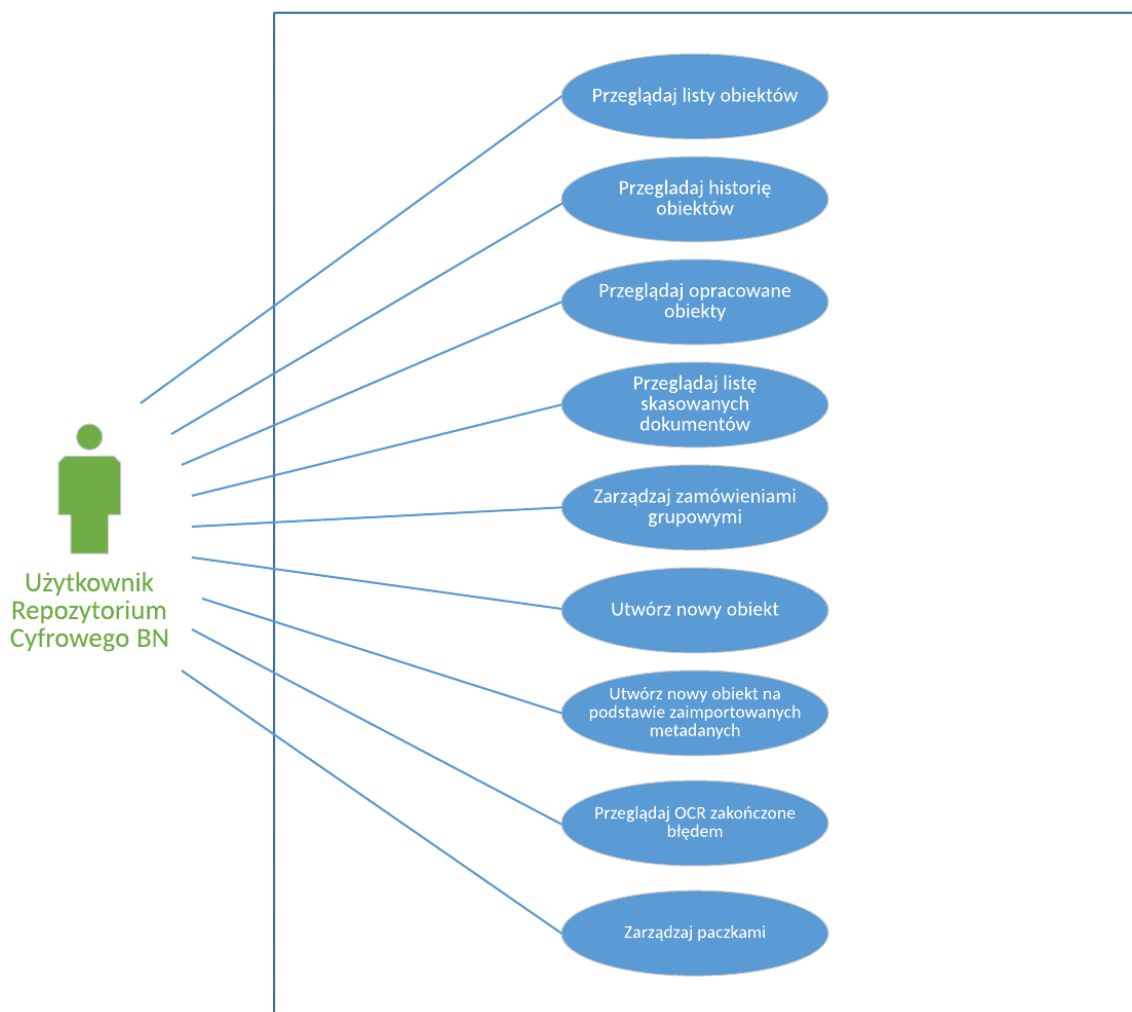 Przeglądaj listy obiektów
Przegladaj historię
obiektów
Przeglądaj opracowane
obiekty
Przeglądaj listę
skasowanych
dokumentów
Zarządzaj zamówieniami
grupowymi
Użytkownik
Repozytorium
Cyfrowego BN
Utwórz nowy obiekt
Utwórz nowy obiekt na
podstawie zaimportowanych
metadanych
Przeglądaj OCR zakończone
błędem
Zarządzaj paczkami